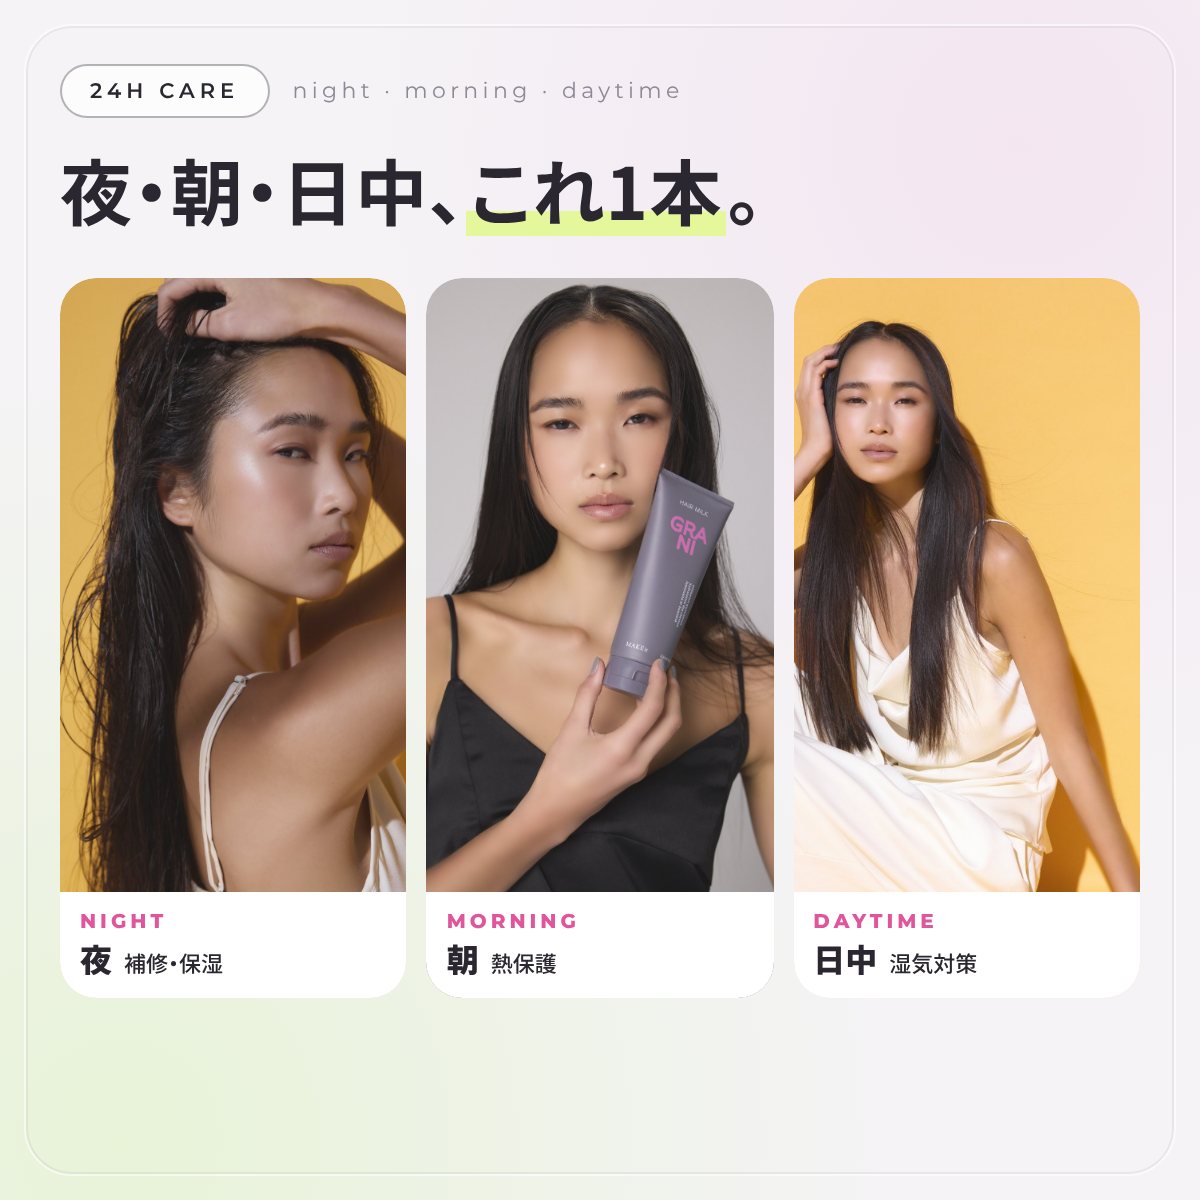 24H CARE
night · morning · daytime
夜・朝・日中、これ1本。
HAIR MILK
GRA
NI
MAKER
NIGHT
夜 補修・保湿
MORNING
朝 熱保護
DAYTIME
日中 湿気対策